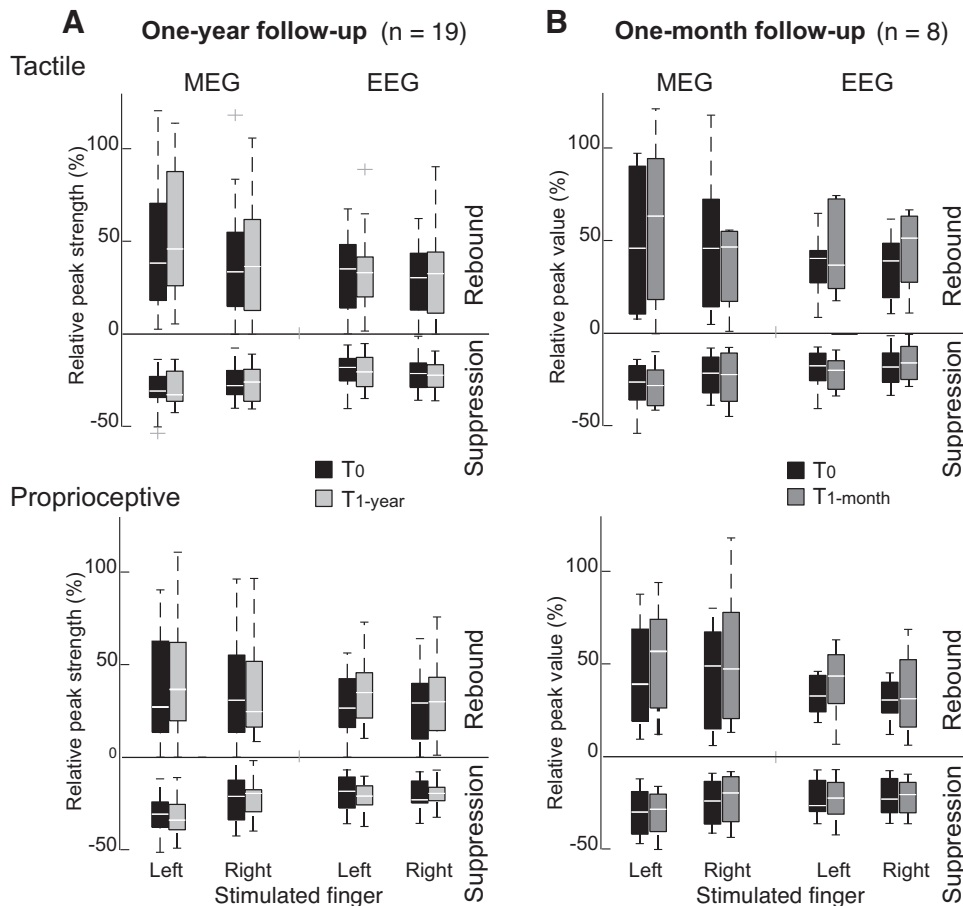 A One-year follow-up (n = 19)
B One-month follow-up (n = 8)
Tactile
MEG EEG
MEG EEG
Relative peak strength (%)
100
50
0
-50
Rebound
Suppression
Relative peak value (%)
100
50
0
-50
Rebound
Suppression
T0
T1-year
T0
T1-month
Proprioceptive
Relative peak strength (%)
100
50
0
-50
Rebound
Suppression
Left Right Left Right
Stimulated finger
Relative peak value (%)
100
50
0
-50
Rebound
Suppression
Left Right Left Right
Stimulated finger